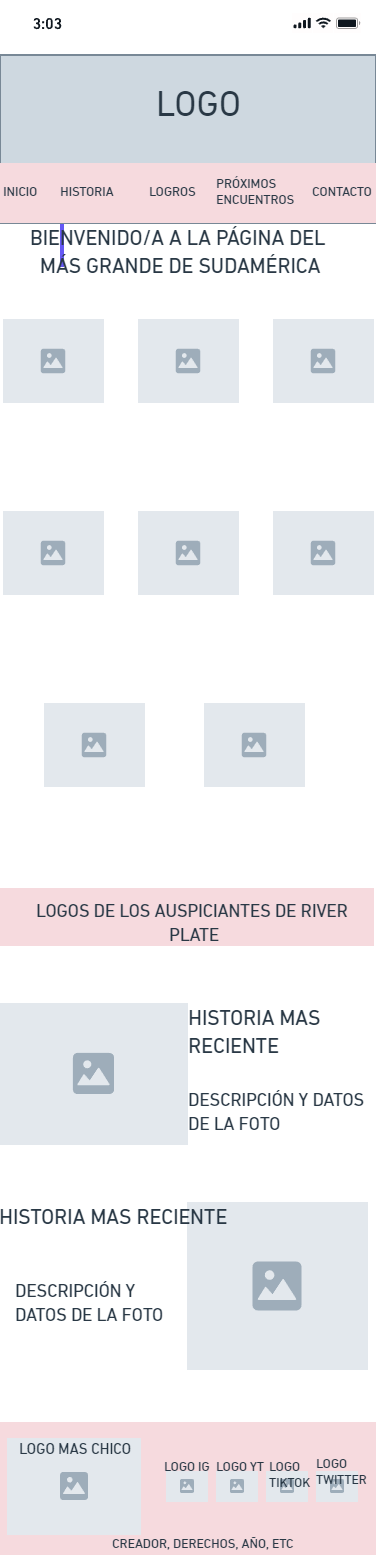 3:03
LOGO
INICIO
HISTORIA
LOGROS
PRÓXIMOS
ENCUENTROS
CONTACTO
BIENVENIDO/A A LA PÁGINA DEL
MÁS GRANDE DE SUDAMÉRICA
LOGOS DE LOS AUSPICIANTES DE RIVER
PLATE
HISTORIA MAS
RECIENTE
DESCRIPCIÓN Y DATOS
DE LA FOTO
HISTORIA MAS RECIENTE
DESCRIPCIÓN Y
DATOS DE LA FOTO
LOGO MAS CHICO
LOGO IG
LOGO YT
LOGO
TIKTOK
LOGO
TWITTER
CREADOR, DERECHOS, AÑO, ETC